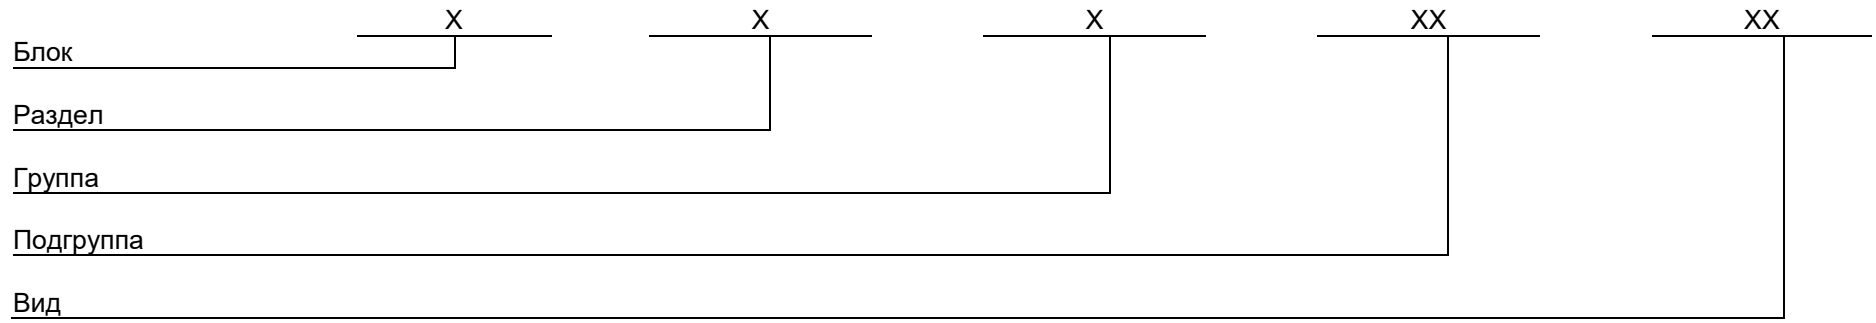 X X X XX XX
Блок
Раздел
Группа
Подгруппа
Вид